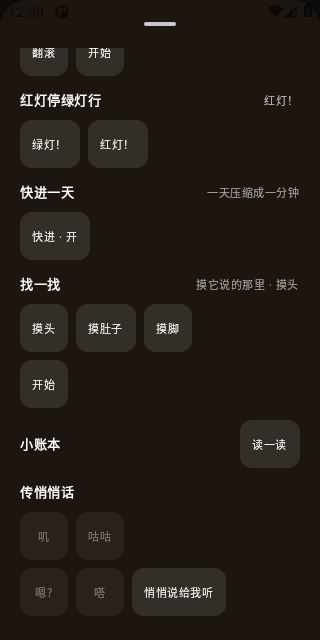 12:30
翻滚 开始
红灯停绿灯行 红灯!
绿灯! 红灯!
快进一天 一天压缩成一分钟
快进 · 开
找一找 摸它说的那里 · 摸头
摸头 摸肚子 摸脚
开始
小账本 读一读
传悄悄话
叽 咕咕
嗯? 嗒 悄悄说给我听